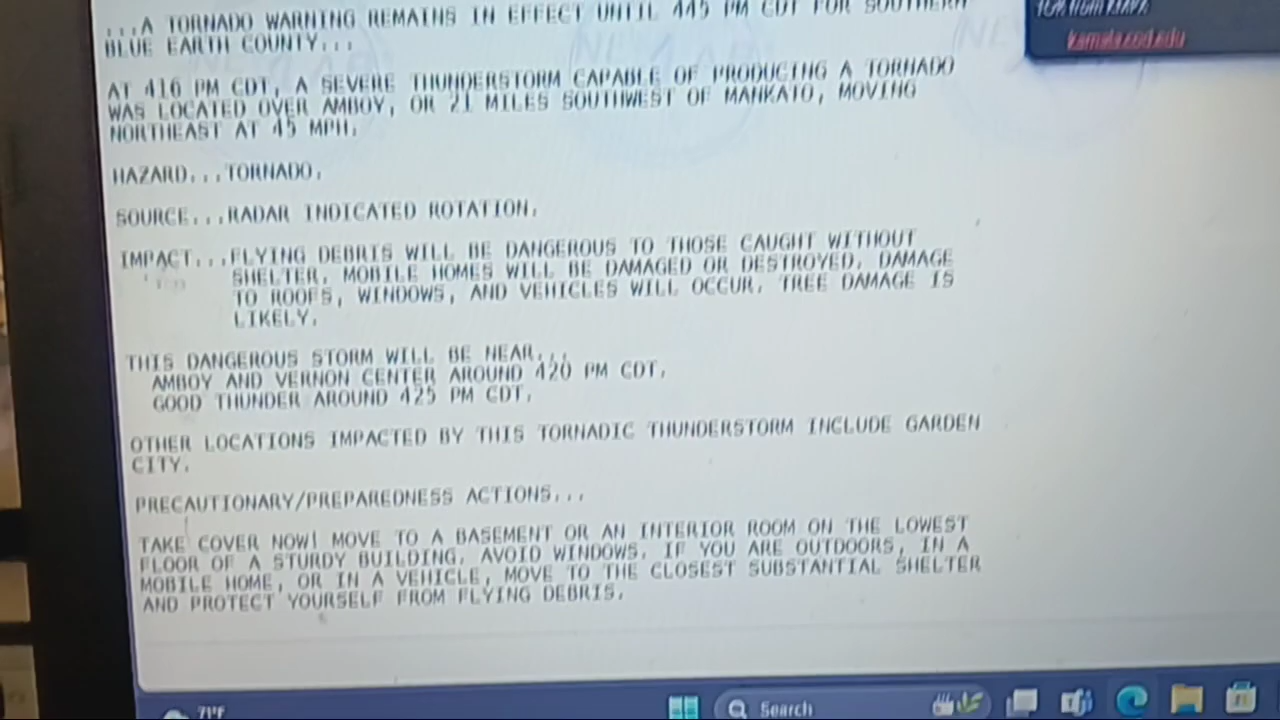 ...A TORNADO WARNING REMAINS IN EFFECT UNTIL 445 PM CDT FOR SOUTHERN
BLUE EARTH COUNTY...
AT 416 PM CDT, A SEVERE THUNDERSTORM CAPABLE OF PRODUCING A TORNADO
WAS LOCATED OVER AMBOY, OR 21 MILES SOUTHWEST OF MANKATO, MOVING
NORTHEAST AT 45 MPH.
HAZARD...TORNADO.
SOURCE...RADAR INDICATED ROTATION.
IMPACT...FLYING DEBRIS WILL BE DANGEROUS TO THOSE CAUGHT WITHOUT
SHELTER. MOBILE HOMES WILL BE DAMAGED OR DESTROYED. DAMAGE
TO ROOFS, WINDOWS, AND VEHICLES WILL OCCUR. TREE DAMAGE IS
LIKELY.
THIS DANGEROUS STORM WILL BE NEAR...
AMBOY AND VERNON CENTER AROUND 420 PM CDT.
GOOD THUNDER AROUND 425 PM CDT.
OTHER LOCATIONS IMPACTED BY THIS TORNADIC THUNDERSTORM INCLUDE GARDEN
CITY.
PRECAUTIONARY/PREPAREDNESS ACTIONS...
TAKE COVER NOW! MOVE TO A BASEMENT OR AN INTERIOR ROOM ON THE LOWEST
FLOOR OF A STURDY BUILDING. AVOID WINDOWS. IF YOU ARE OUTDOORS, IN A
MOBILE HOME, OR IN A VEHICLE, MOVE TO THE CLOSEST SUBSTANTIAL SHELTER
AND PROTECT YOURSELF FROM FLYING DEBRIS.
kamala.cod.edu
71°F
Search